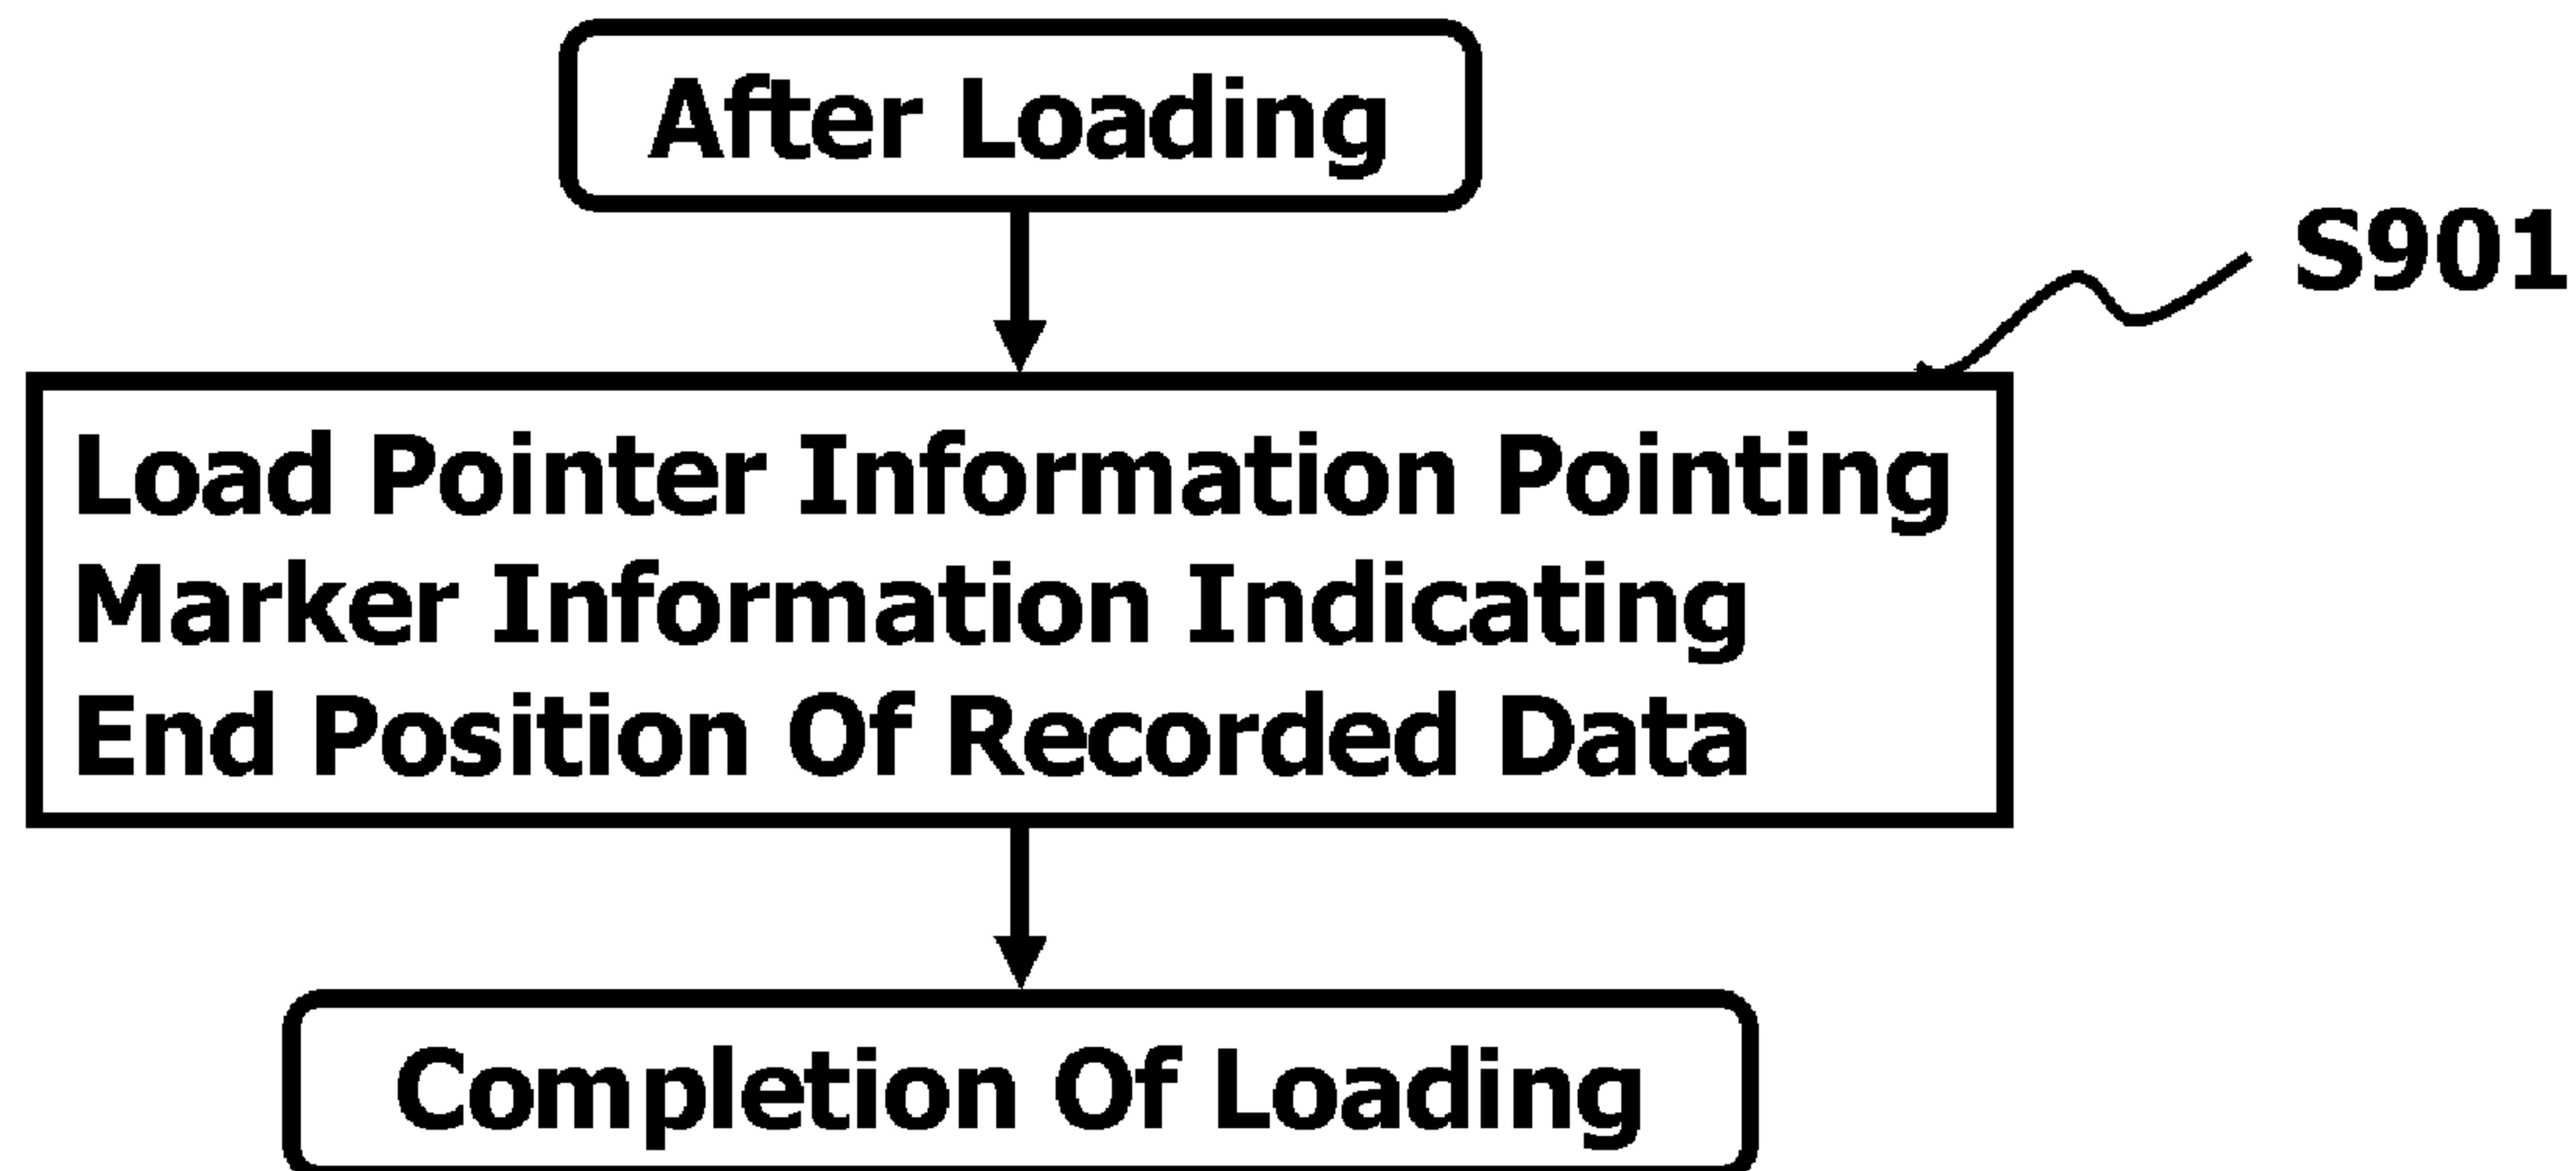 After Loading
S901
Load Pointer Information Pointing
Marker Information Indicating
End Position Of Recorded Data
Completion Of Loading